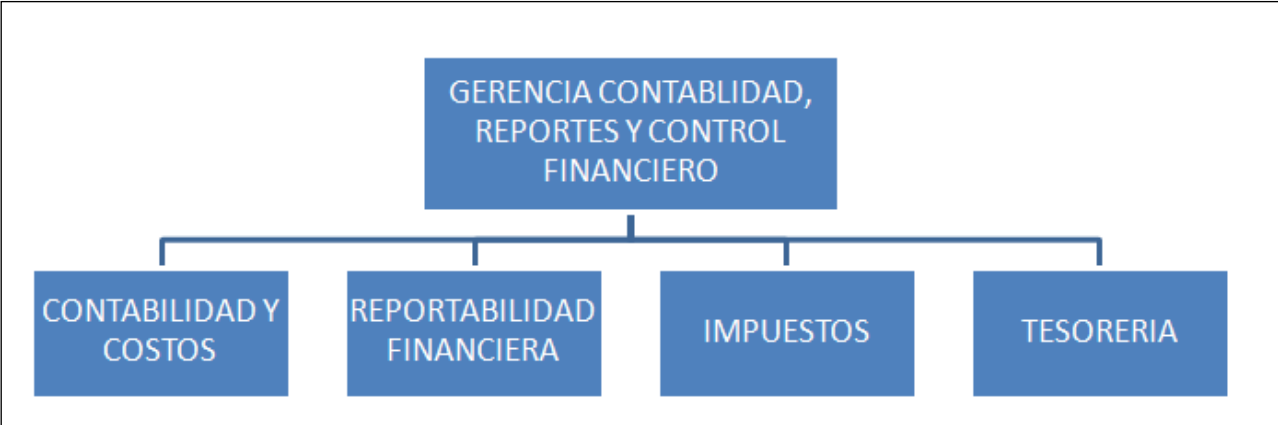 GERENCIA CONTABLIDAD,
REPORTES Y CONTROL
FINANCIERO
CONTABILIDAD Y
COSTOS
REPORTABILIDAD
FINANCIERA
IMPUESTOS
TESORERIA